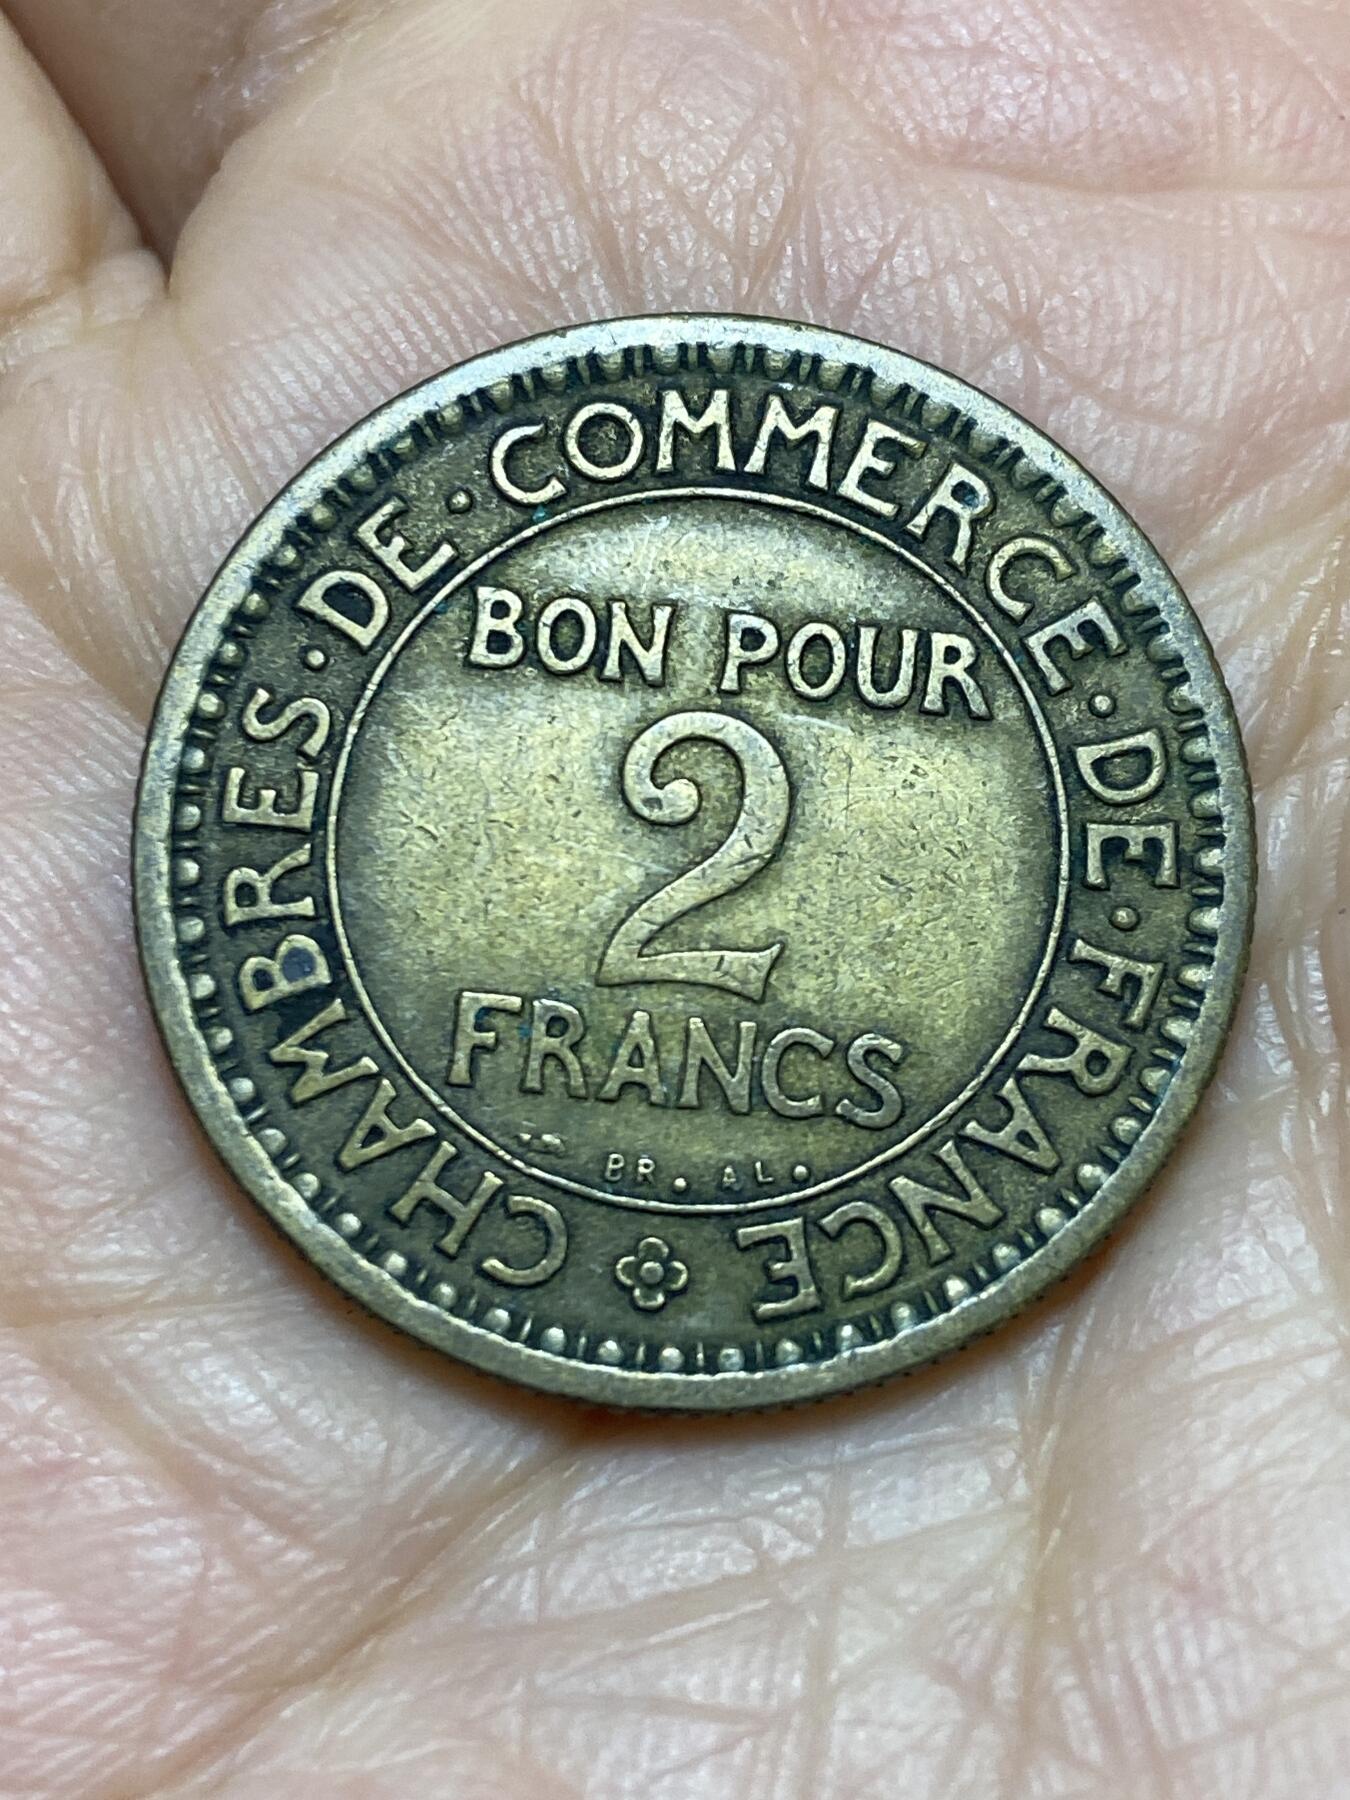 CHAMBRES·DE·COMMERCE·DE·FRANCE
BON POUR
2
FRANCS
BR. AL.